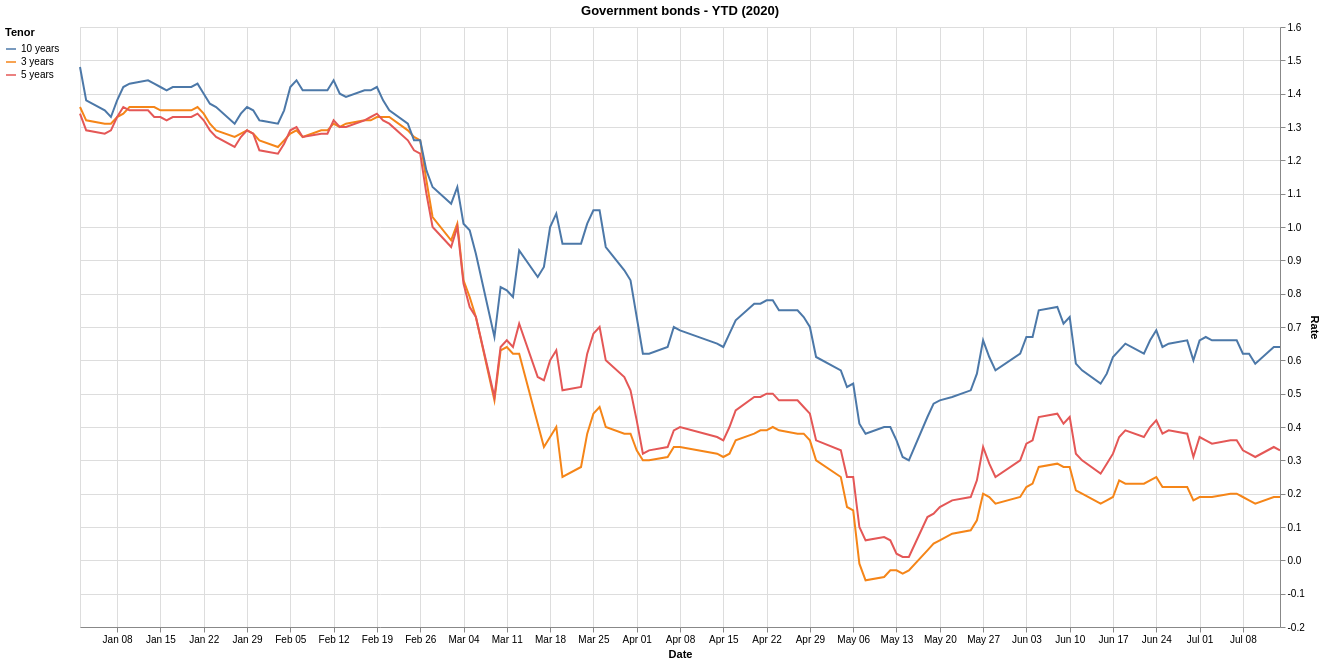 Government bonds - YTD (2020)
Tenor
10 years
3 years
5 years
1.6
1.5
1.4
1.3
1.2
1.1
1.0
0.9
0.8
0.7
0.6
0.5
0.4
0.3
0.2
0.1
0.0
-0.1
-0.2
Rate
Jan 08 Jan 15 Jan 22 Jan 29 Feb 05 Feb 12 Feb 19 Feb 26 Mar 04 Mar 11 Mar 18 Mar 25 Apr 01 Apr 08 Apr 15 Apr 22 Apr 29 May 06 May 13 May 20 May 27 Jun 03 Jun 10 Jun 17 Jun 24 Jul 01 Jul 08
Date